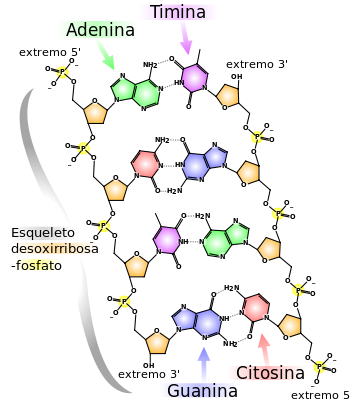 Timina
Adenina
extremo 5'
extremo 3'
Esqueleto
desoxirribosa
-fosfato
extremo 3'
Guanina
Citosina
extremo 5